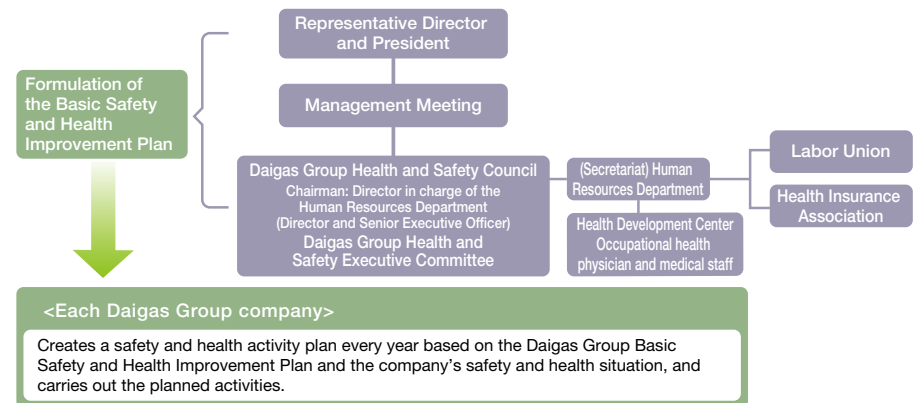 Representative Director
and President
Formulation of
the Basic Safety
and Health
Improvement Plan
Management Meeting
Daigas Group Health and Safety Council
Chairman: Director in charge of the
Human Resources Department
(Director and Senior Executive Officer)
Daigas Group Health and
Safety Executive Committee
(Secretariat) Human
Resources Department
Labor Union
Health Insurance
Association
Health Development Center
Occupational health
physician and medical staff
<Each Daigas Group company>
Creates a safety and health activity plan every year based on the Daigas Group Basic
Safety and Health Improvement Plan and the company’s safety and health situation, and
carries out the planned activities.